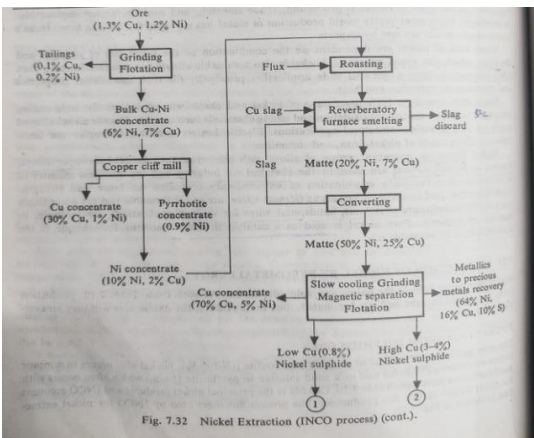 Ore
(1.3% Cu, 1.2% Ni)
Tailings
(0.1% Cu,
0.2% Ni)
Grinding
Flotation
Bulk Cu-Ni
concentrate
(6% Ni, 7% Cu)
Copper cliff mill
Cu concentrate
(30% Cu, 1% Ni)
Pyrrhotite
concentrate
(0.9% Ni)
Ni concentrate
(10% Ni, 2% Cu)
Flux
Roasting
Cu slag
Reverberatory
furnace smelting
Slag
discard
Slag
Matte (20% Ni, 7% Cu)
Converting
Matte (50% Ni, 25% Cu)
Cu concentrate
(70% Cu, 5% Ni)
Slow cooling Grinding
Magnetic separation
Flotation
Metallics
to precious
metals recovery
(64% Ni,
16% Cu, 10% S)
Low Cu (0.8%)
Nickel sulphide
High Cu (3-4%)
Nickel sulphide
1
2
Fig. 7.32 Nickel Extraction (INCO process) (cont.).